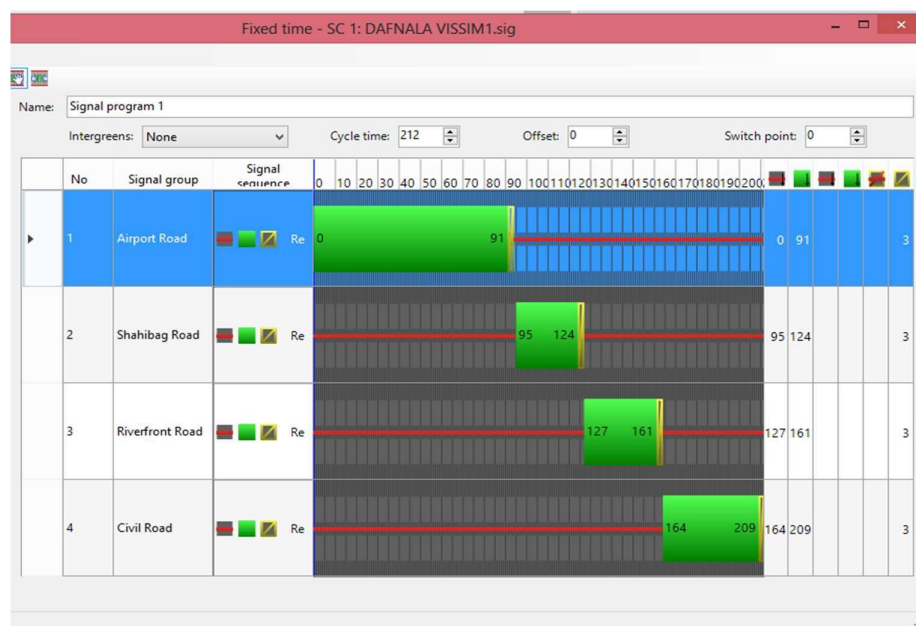 Fixed time - SC 1: DAFNALA VISSIM1.sig
Name: Signal program 1
Intergreens: None Cycle time: 212 Offset: 0 Switch point: 0
No Signal group Signal sequence 0 10 20 30 40 50 60 70 80 90 100 110 120 130 140 150 160 170 180 190 200
1 Airport Road Re 0 91 0 91 3
2 Shahibag Road Re 95 124 95 124 3
3 Riverfront Road Re 127 161 127 161 3
4 Civil Road Re 164 209 164 209 3